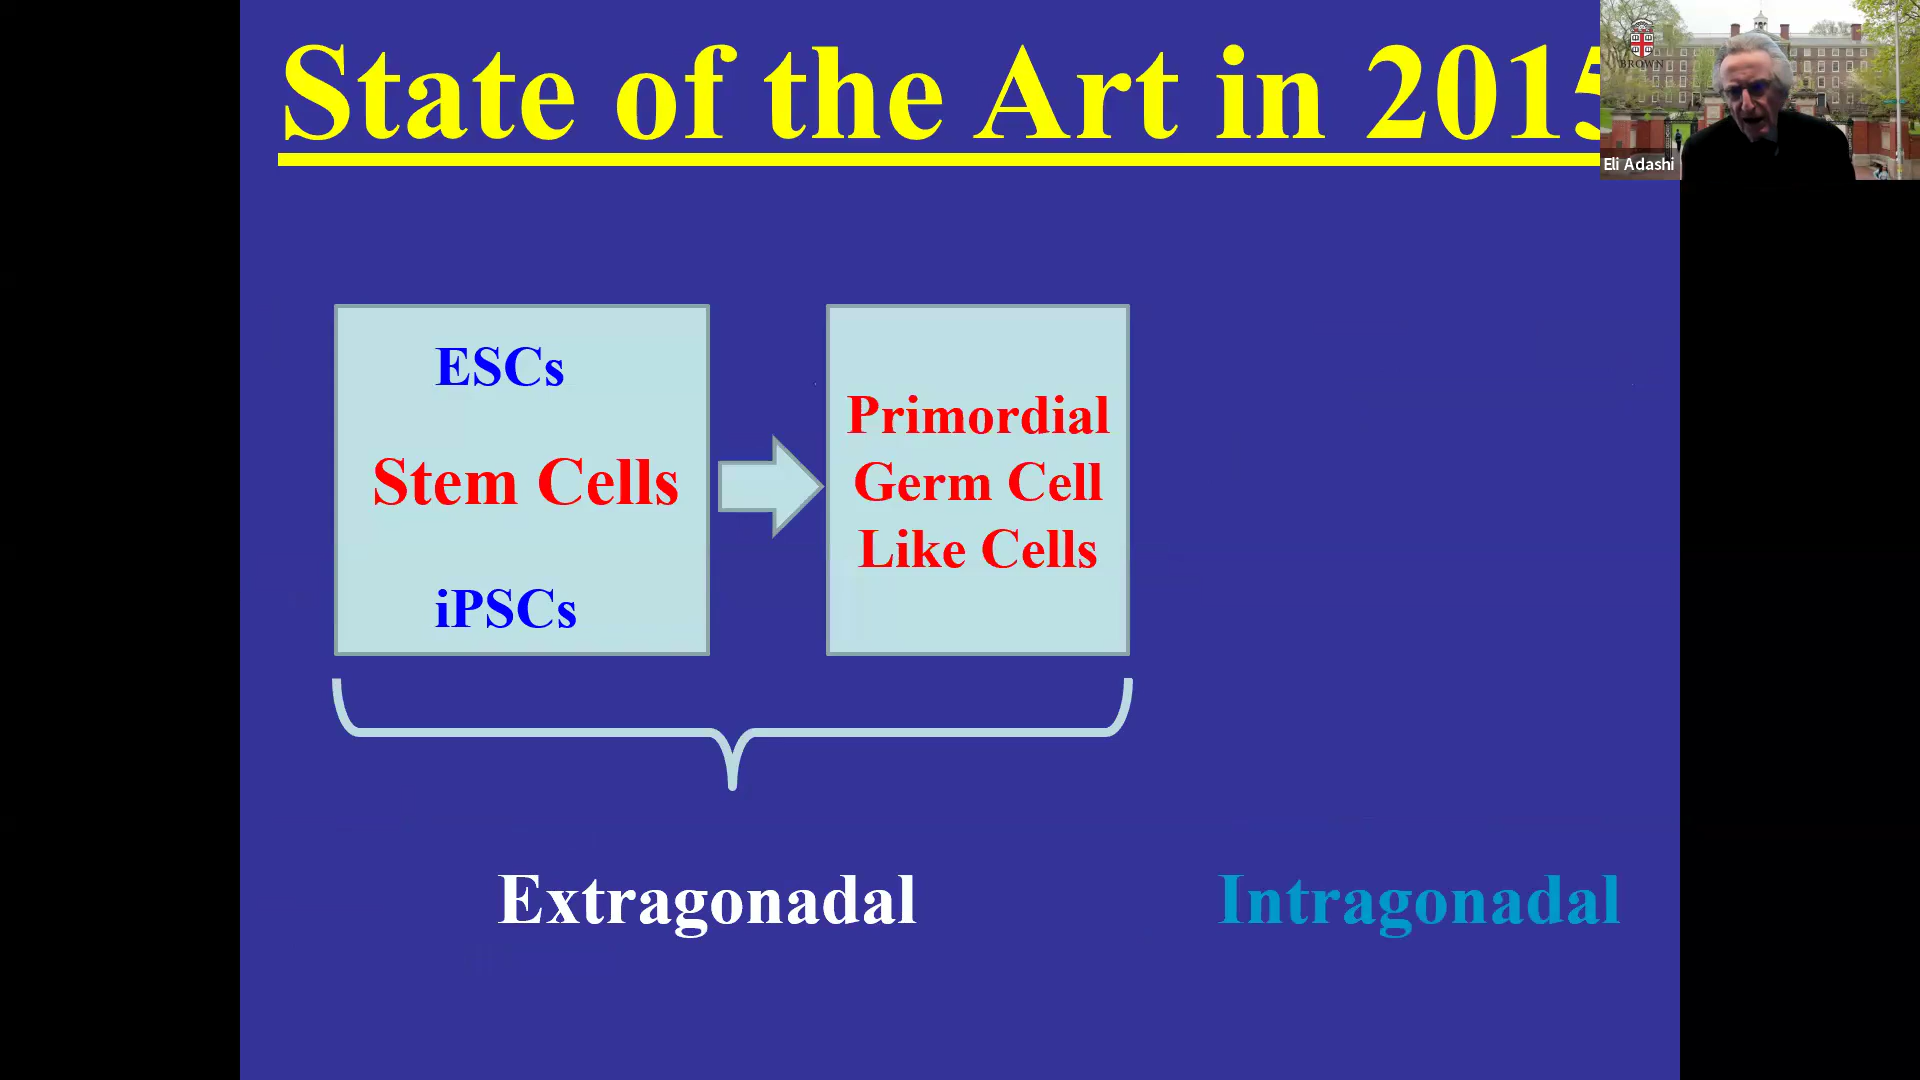 State of the Art in 2015
BROWN
Eli Adashi
ESCs
Stem Cells
iPSCs
Primordial
Germ Cell
Like Cells
Extragonadal
Intragonadal